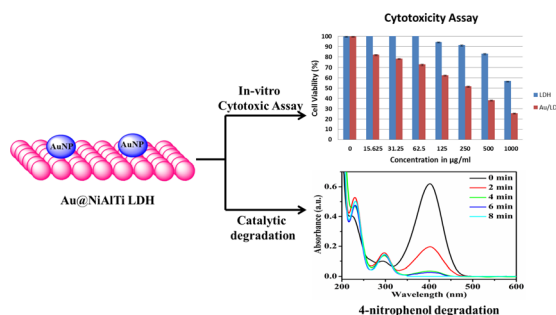 Cytotoxicity Assay
Cell Viability (%)
100
90
80
70
60
50
40
30
20
10
0
0 15.625 31.25 62.5 125 250 500 1000
Concentration in µg/ml
LDH
Au/LD
In-vitro
Cytotoxic Assay
AuNP
AuNP
Au@NiAlTi LDH
Catalytic
degradation
Absorbance (a.u.)
0.8
0.6
0.4
0.2
0.0
200 300 400 500 600
Wavelength (nm)
0 min
2 min
4 min
6 min
8 min
4-nitrophenol degradation